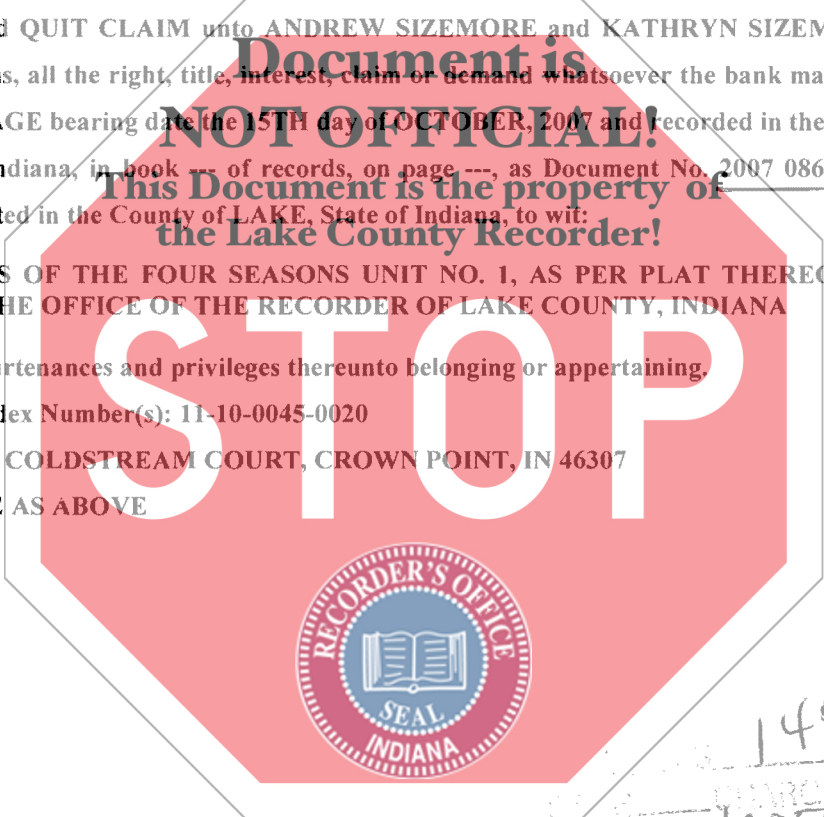 QUIT CLAIM unto ANDREW SIZEMORE and KATHRYN SIZEM
Document is
s, all the right, title, interest, claim or demand whatsoever the bank ma
NOT OFFICIAL!
AGE bearing date the 15TH day of OCTOBER, 2007 and recorded in the
ndiana, in book --- of records, on page ---, as Document No. 2007 086
This Document is the property of
ted in the County of LAKE, State of Indiana, to wit:
the Lake County Recorder!
S OF THE FOUR SEASONS UNIT NO. 1, AS PER PLAT THEREO
HE OFFICE OF THE RECORDER OF LAKE COUNTY, INDIANA
STOP
rtenances and privileges thereunto belonging or appertaining.
dex Number(s): 11-10-0045-0020
COLDSTREAM COURT, CROWN POINT, IN 46307
AS ABOVE
RECORDER'S OFFICE
SEAL
INDIANA
14